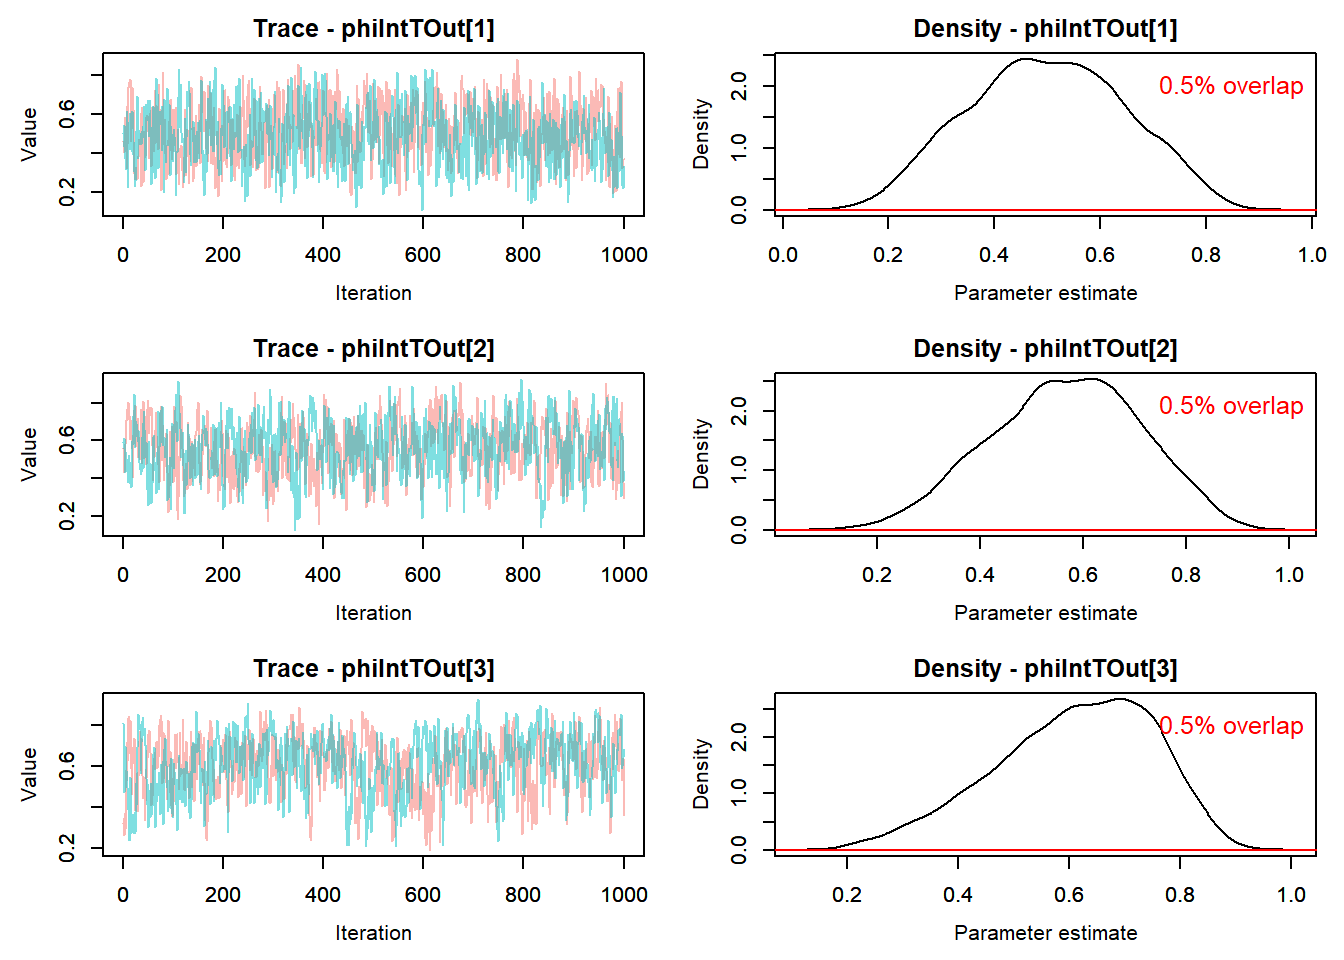 Trace - phiIntTOut[1]
Value
0.2
0.6
0
200
400
600
800
1000
Iteration
Density - phiIntTOut[1]
Density
0.0
1.0
2.0
0.5% overlap
0.0
0.2
0.4
0.6
0.8
1.0
Parameter estimate
Trace - phiIntTOut[2]
Value
0.2
0.6
0
200
400
600
800
1000
Iteration
Density - phiIntTOut[2]
Density
0.0
1.0
2.0
0.5% overlap
0.2
0.4
0.6
0.8
1.0
Parameter estimate
Trace - phiIntTOut[3]
Value
0.2
0.6
0
200
400
600
800
1000
Iteration
Density - phiIntTOut[3]
Density
0.0
1.0
2.0
0.5% overlap
0.2
0.4
0.6
0.8
1.0
Parameter estimate